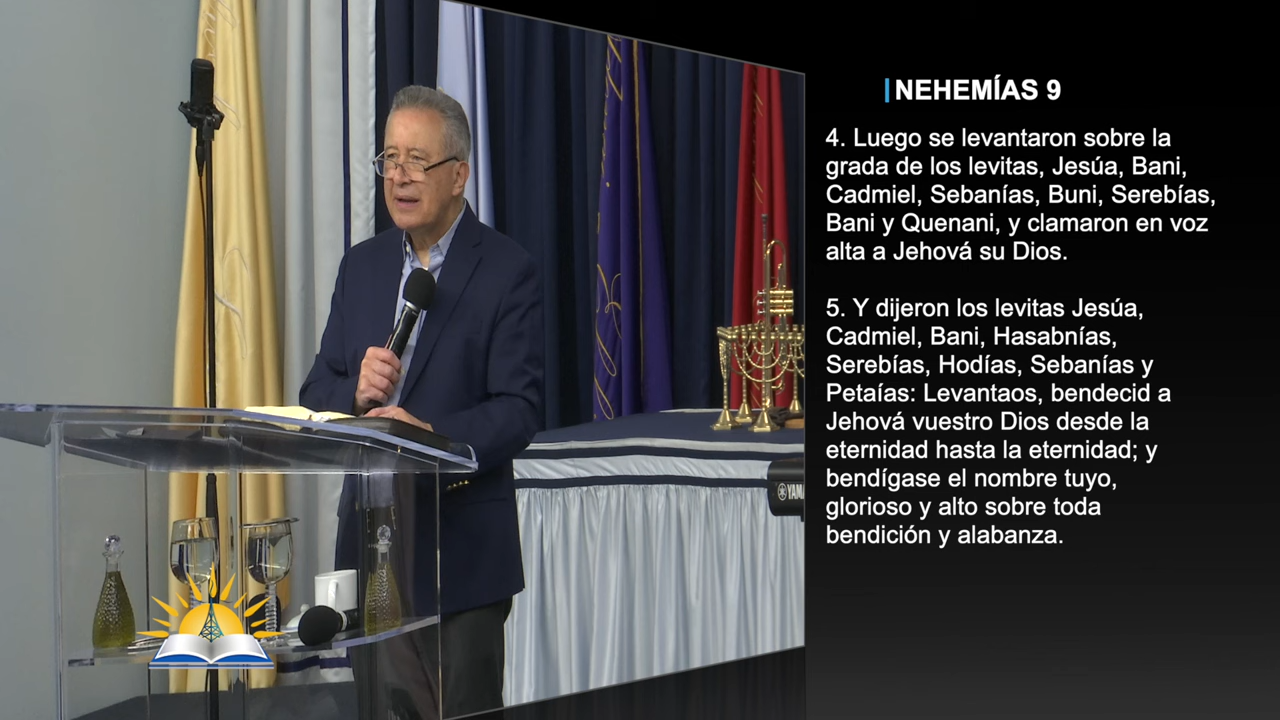 NEHEMÍAS 9
4. Luego se levantaron sobre la
grada de los levitas, Jesúa, Bani,
Cadmiel, Sebanías, Buni, Serebías,
Bani y Quenani, y clamaron en voz
alta a Jehová su Dios.
5. Y dijeron los levitas Jesúa,
Cadmiel, Bani, Hasabnías,
Serebías, Hodías, Sebanías y
Petaías: Levantaos, bendecid a
Jehová vuestro Dios desde la
eternidad hasta la eternidad; y
bendígase el nombre tuyo,
glorioso y alto sobre toda
bendición y alabanza.